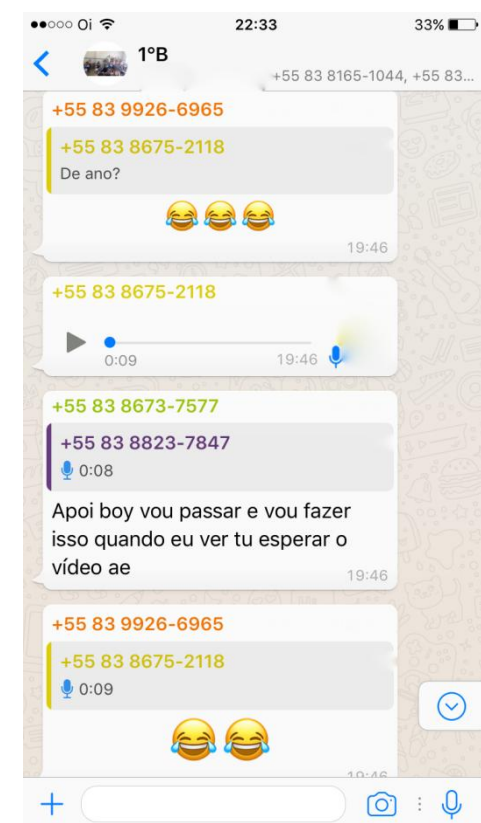 Oi 22:33 33%
1°B
+55 83 8165-1044, +55 83...
+55 83 9926-6965
+55 83 8675-2118
De ano?
😂😂😂
19:46
+55 83 8675-2118
0:09 19:46
+55 83 8673-7577
+55 83 8823-7847
0:08
Apoi boy vou passar e vou fazer
isso quando eu ver tu esperar o
vídeo ae
19:46
+55 83 9926-6965
+55 83 8675-2118
0:09
😂😂
19:46